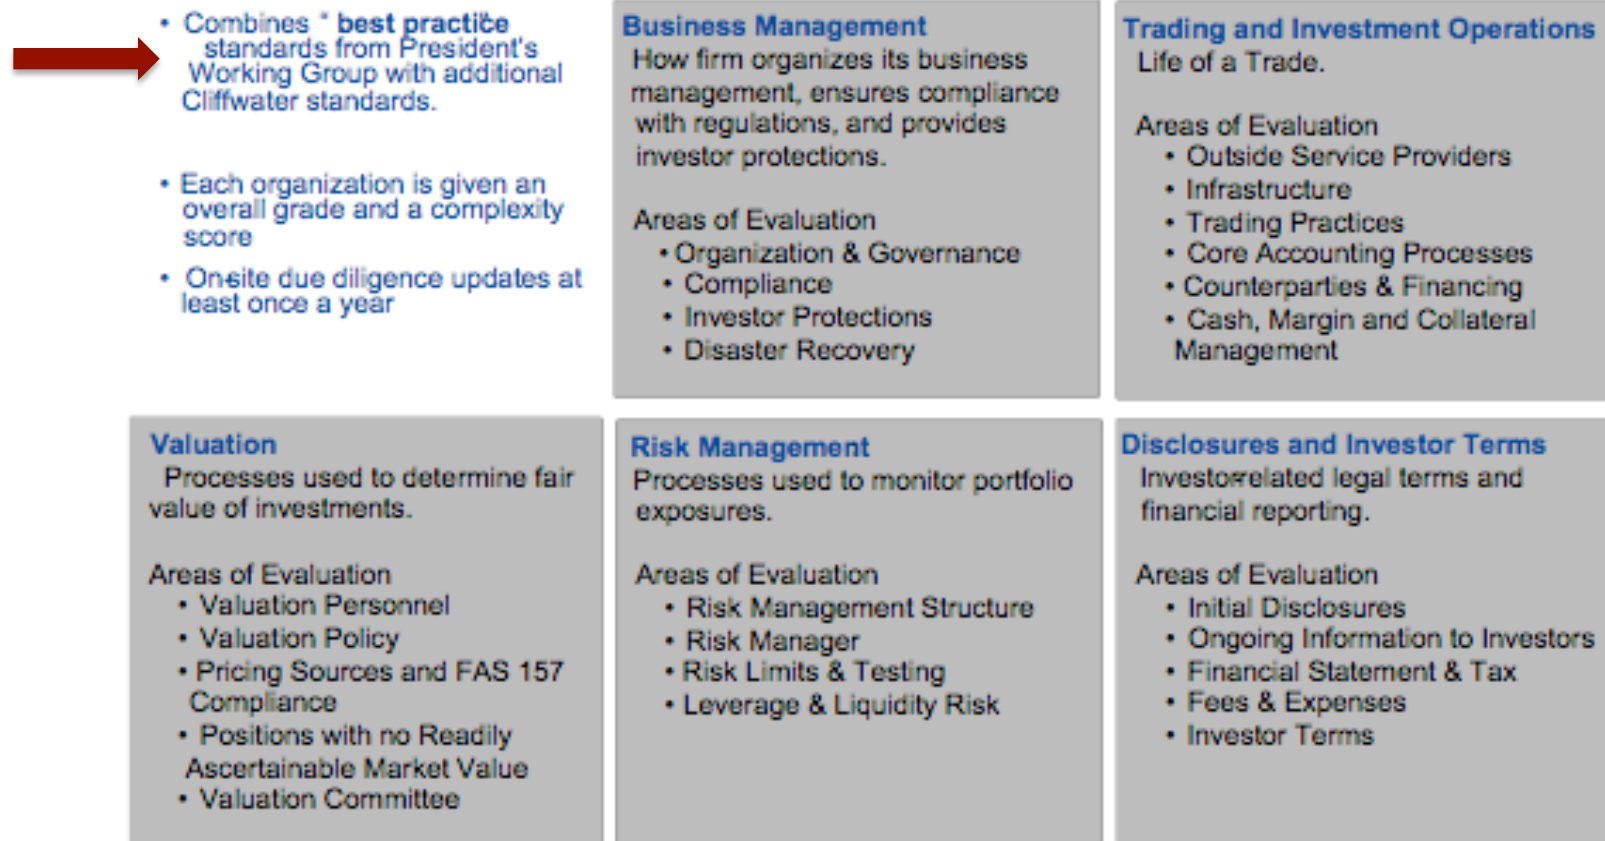 • Combines " best practice
standards from President's
Working Group with additional
Cliffwater standards.
• Each organization is given an
overall grade and a complexity
score
• On-site due diligence updates at
least once a year
Business Management
How firm organizes its business
management, ensures compliance
with regulations, and provides
investor protections.
Areas of Evaluation
• Organization & Governance
• Compliance
• Investor Protections
• Disaster Recovery
Trading and Investment Operations
Life of a Trade.
Areas of Evaluation
• Outside Service Providers
• Infrastructure
• Trading Practices
• Core Accounting Processes
• Counterparties & Financing
• Cash, Margin and Collateral
Management
Valuation
Processes used to determine fair
value of investments.
Areas of Evaluation
• Valuation Personnel
• Valuation Policy
• Pricing Sources and FAS 157
Compliance
• Positions with no Readily
Ascertainable Market Value
• Valuation Committee
Risk Management
Processes used to monitor portfolio
exposures.
Areas of Evaluation
• Risk Management Structure
• Risk Manager
• Risk Limits & Testing
• Leverage & Liquidity Risk
Disclosures and Investor Terms
Investor-related legal terms and
financial reporting.
Areas of Evaluation
• Initial Disclosures
• Ongoing Information to Investors
• Financial Statement & Tax
• Fees & Expenses
• Investor Terms